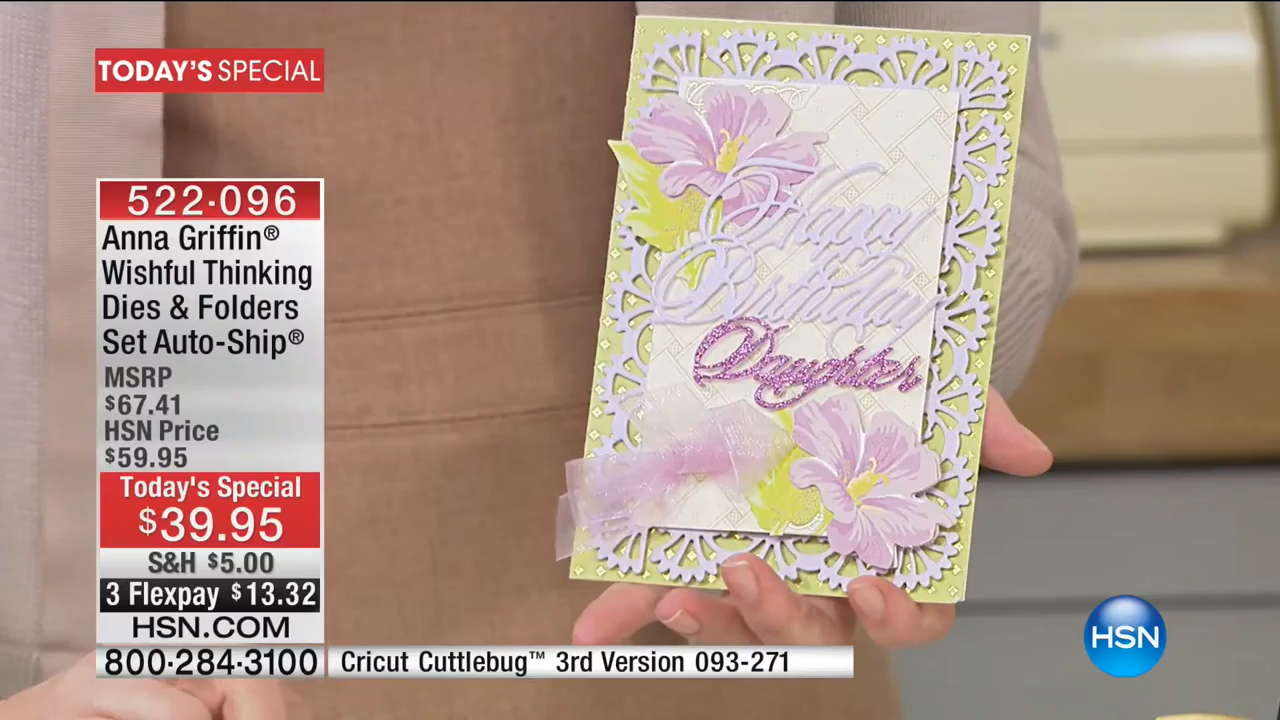 TODAY'S SPECIAL
522-096
Anna Griffin®
Wishful Thinking
Dies & Folders
Set Auto-Ship®
MSRP
$67.41
HSN Price
$59.95
Today's Special
$39.95
S&H $5.00
3 Flexpay $13.32
HSN.COM
800-284-3100
Cricut Cuttlebug™ 3rd Version 093-271
Happy
Birthday
Daughter
HSN